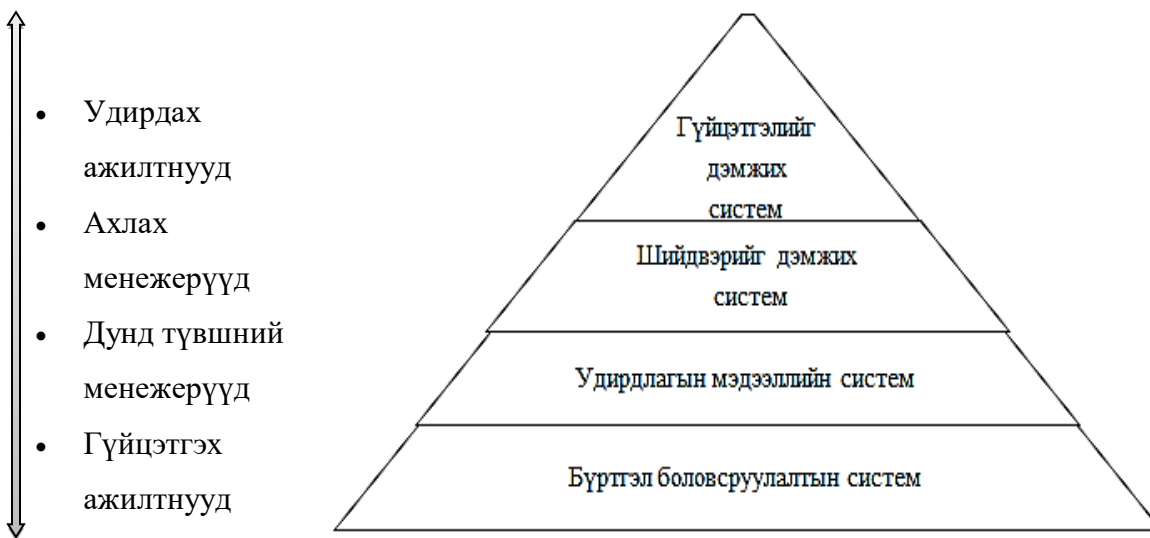 • Удирдах
ажилтнууд
• Ахлах
менежерүүд
• Дунд түвшний
менежерүүд
• Гүйцэтгэх
ажилтнууд
Гүйцэтгэлийг
дэмжих
систем
Шийдвэрийг дэмжих
систем
Удирдлагын мэдээллийн систем
Бүртгэл боловсруулалтын систем